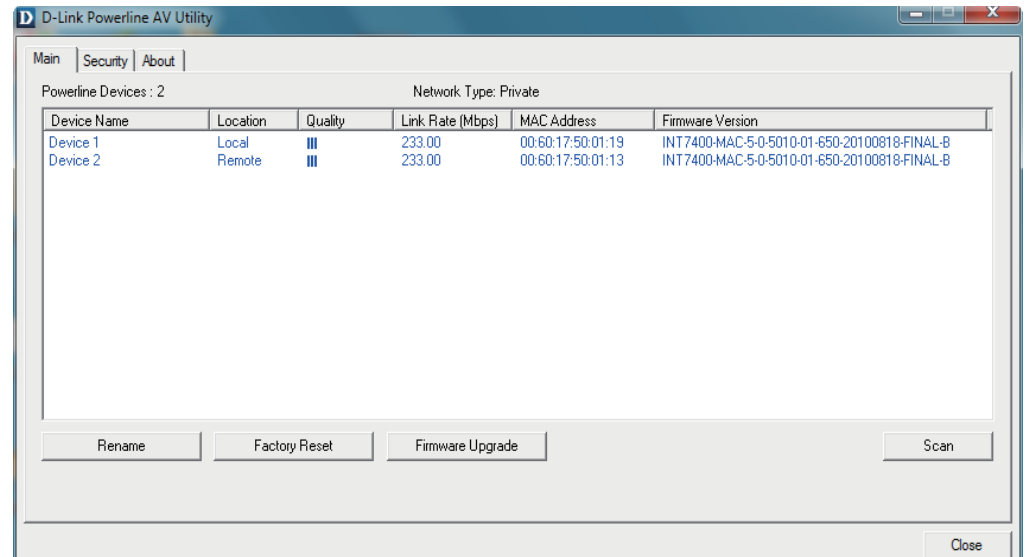 D-Link Powerline AV Utility
Main Security About
Powerline Devices : 2 Network Type: Private
Device Name Location Quality Link Rate (Mbps) MAC Address Firmware Version
Device 1 Local 233.00 00:60:17:50:01:19 INT7400-MAC-5-0-5010-01-650-20100818-FINAL-B
Device 2 Remote 233.00 00:60:17:50:01:13 INT7400-MAC-5-0-5010-01-650-20100818-FINAL-B
Rename Factory Reset Firmware Upgrade Scan
Close